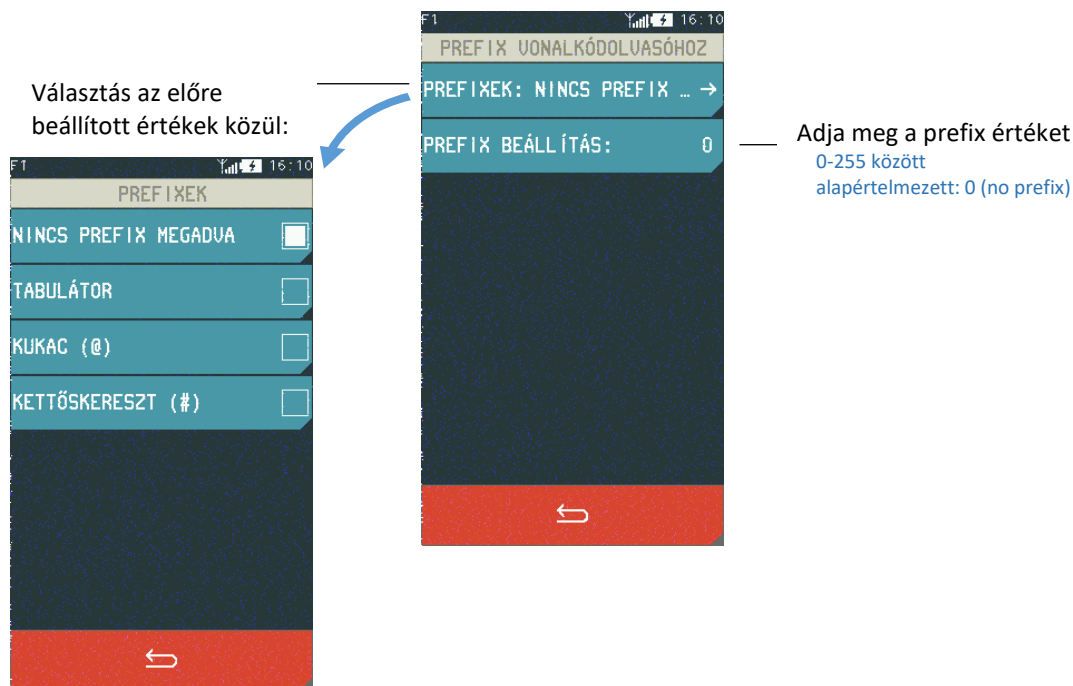 F1 16:10
PREFIX VONALKÓDOLVASÓHOZ
PREFIXEK: NINCS PREFIX … →
PREFIX BEÁLLÍTÁS: 0
Adja meg a prefix értéket
0-255 között
alapértelmezett: 0 (no prefix)
Választás az előre
beállított értékek közül:
F1 16:10
PREFIXEK
NINCS PREFIX MEGADVA
TABULÁTOR
KUKAC (@)
KETTŐSKERESZT (#)